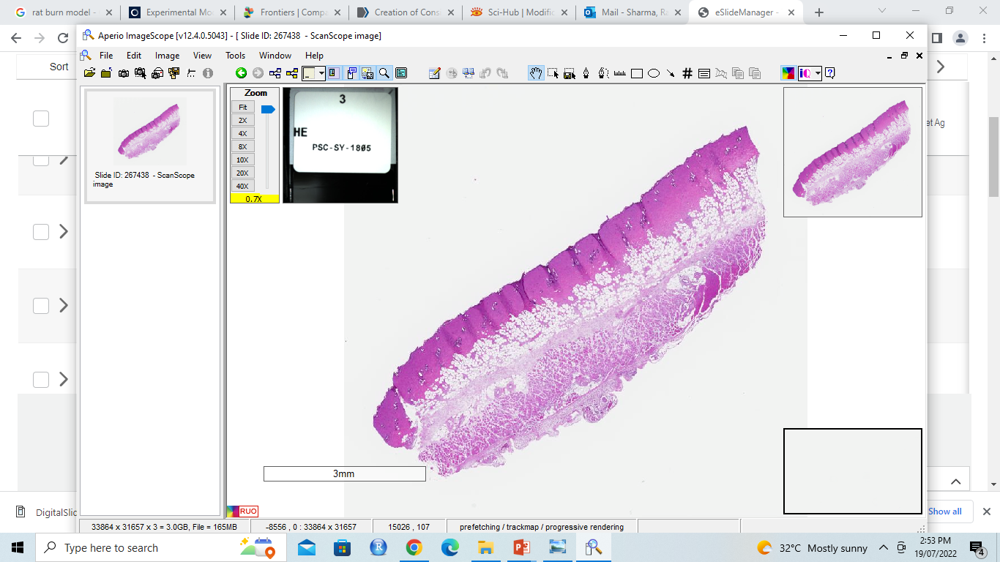 rat burn model -
Experimental Mo
Frontiers | Compa
Creation of Cons
Sci-Hub | Modific
Mail - Sharma, Ra
eSlideManager -
Aperio ImageScope [v12.4.0.5043] - [ Slide ID: 267438 - ScanScope image]
File Edit Image View Tools Window Help
Sort
et Ag
Slide ID: 267438 - ScanScope
image
Zoom
Fit
2X
4X
8X
10X
20X
40X
0.7X
3
HE
PSC-SY-1805
3mm
RUO
33864 x 31657 x 3 = 3.0GB, File = 165MB
-8556 , 0 : 33864 x 31657
15026 , 107
prefetching / trackmap / progressive rendering
DigitalSlic
Show all
Type here to search
32°C Mostly sunny
2:53 PM
19/07/2022
4